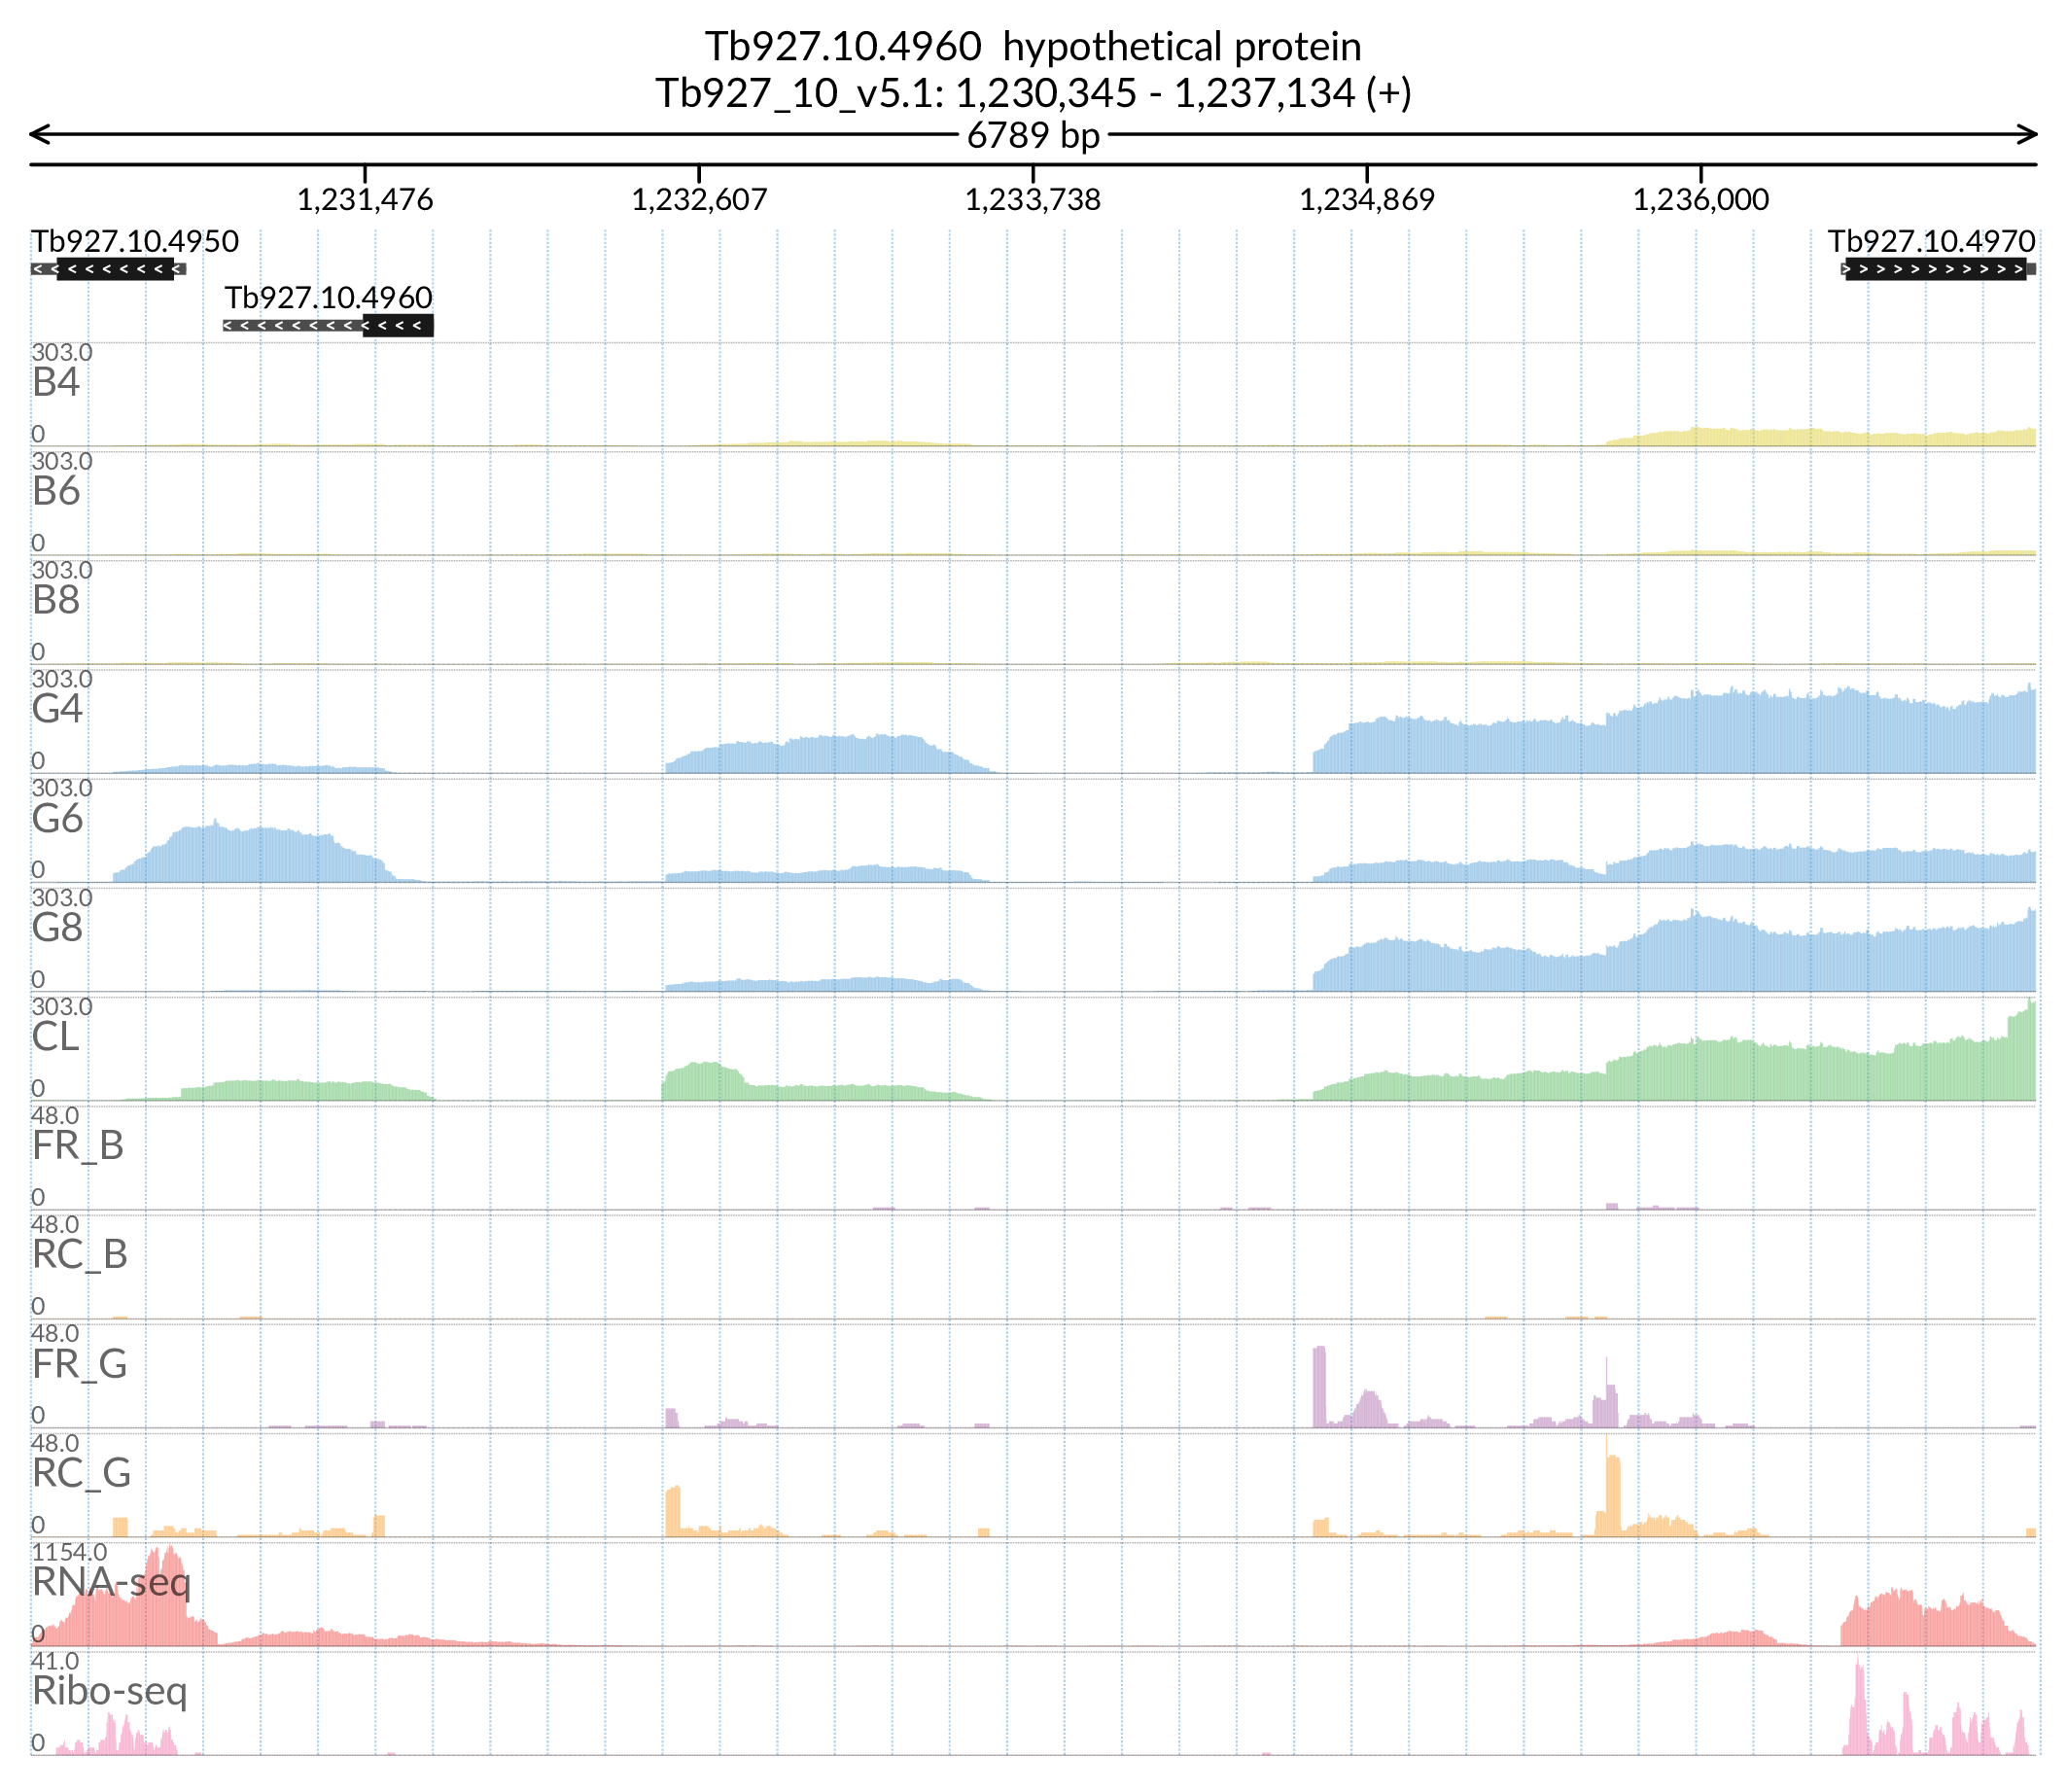 Tb927.10.4960 hypothetical protein
Tb927_10_v5.1: 1,230,345 - 1,237,134 (+)
6789 bp
1,231,476 1,232,607 1,233,738 1,234,869 1,236,000
Tb927.10.4950 Tb927.10.4970
Tb927.10.4960
303.0
B4
0
303.0
B6
0
303.0
B8
0
303.0
G4
0
303.0
G6
0
303.0
G8
0
303.0
CL
0
48.0
FR_B
0
48.0
RC_B
0
48.0
FR_G
0
48.0
RC_G
0
1154.0
RNA-seq
0
41.0
Ribo-seq
0